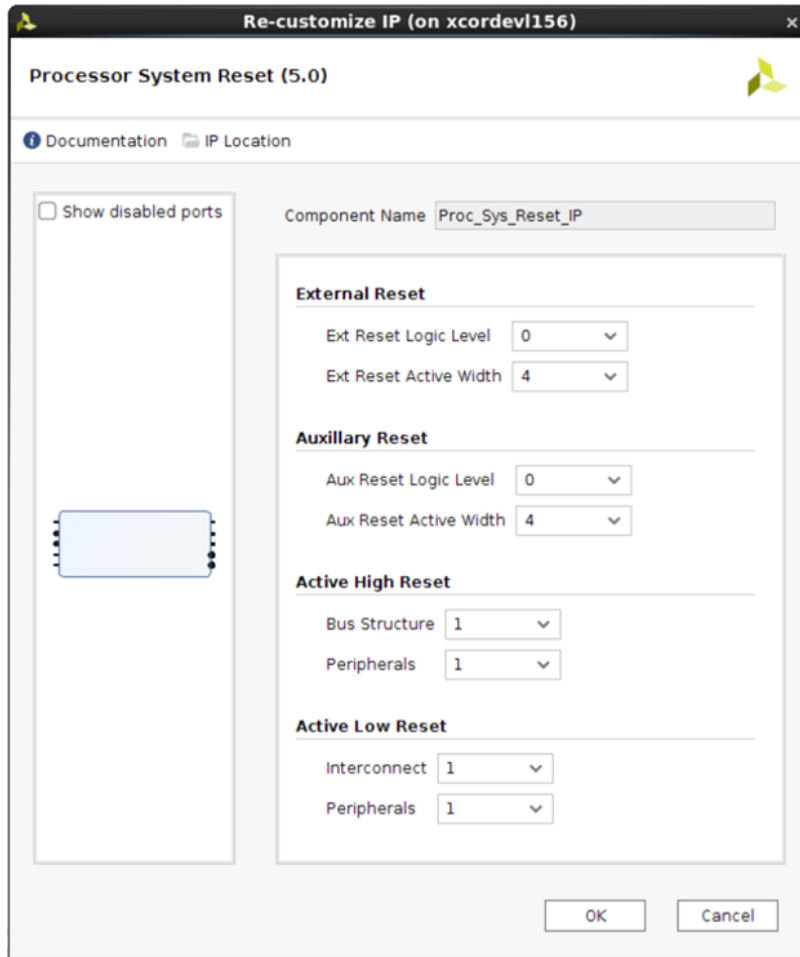 Re-customize IP (on xcordevl156)
Processor System Reset (5.0)
Documentation IP Location
Show disabled ports
Component Name Proc_Sys_Reset_IP
External Reset
Ext Reset Logic Level 0
Ext Reset Active Width 4
Auxillary Reset
Aux Reset Logic Level 0
Aux Reset Active Width 4
Active High Reset
Bus Structure 1
Peripherals 1
Active Low Reset
Interconnect 1
Peripherals 1
OK Cancel